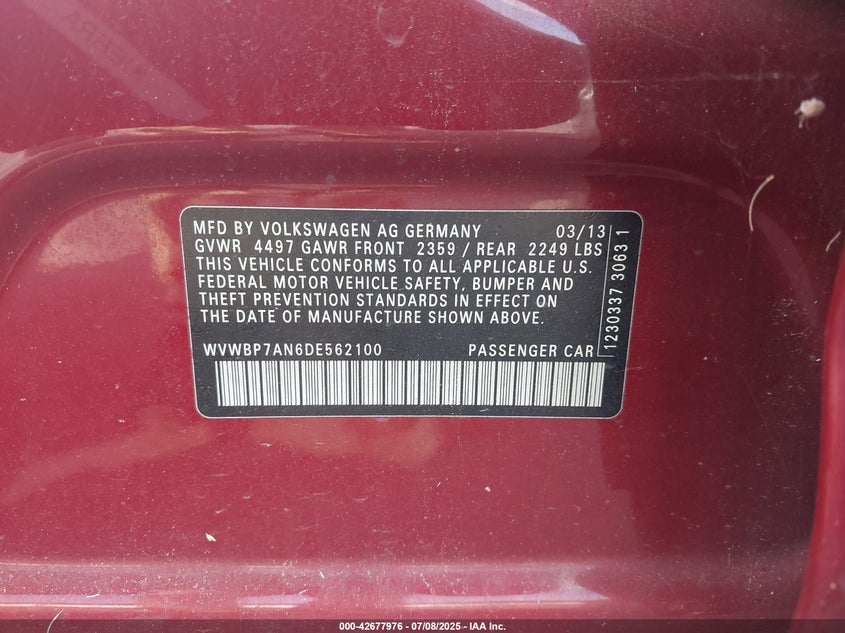 MFD BY VOLKSWAGEN AG GERMANY 03/13
GVWR 4497 GAWR FRONT 2359 / REAR 2249 LBS
THIS VEHICLE CONFORMS TO ALL APPLICABLE U.S.
FEDERAL MOTOR VEHICLE SAFETY, BUMPER AND
THEFT PREVENTION STANDARDS IN EFFECT ON
THE DATE OF MANUFACTURE SHOWN ABOVE.
WVWBP7AN6DE562100 PASSENGER CAR
1230337 3063 1
000-42677976 | 07/08/2025 - IAA Inc.